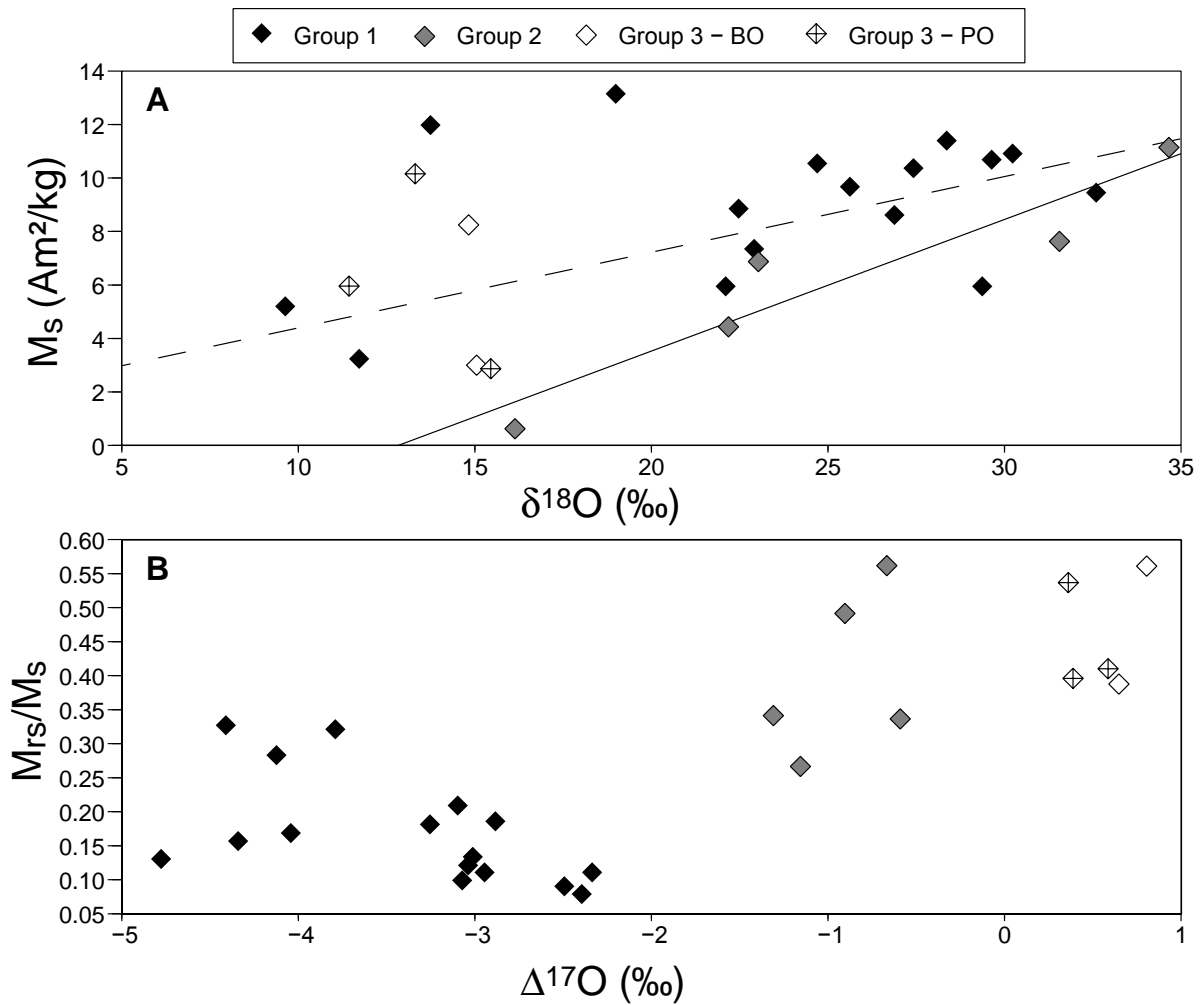 Group 1 Group 2 Group 3 − BO Group 3 − PO
A
14
12
10
8
6
4
2
0
Ms (Am²/kg)
5 10 15 20 25 30 35
δ18O (‰)
B
0.60
0.55
0.50
0.45
0.40
0.35
0.30
0.25
0.20
0.15
0.10
0.05
Mrs/Ms
−5 −4 −3 −2 −1 0 1
Δ17O (‰)